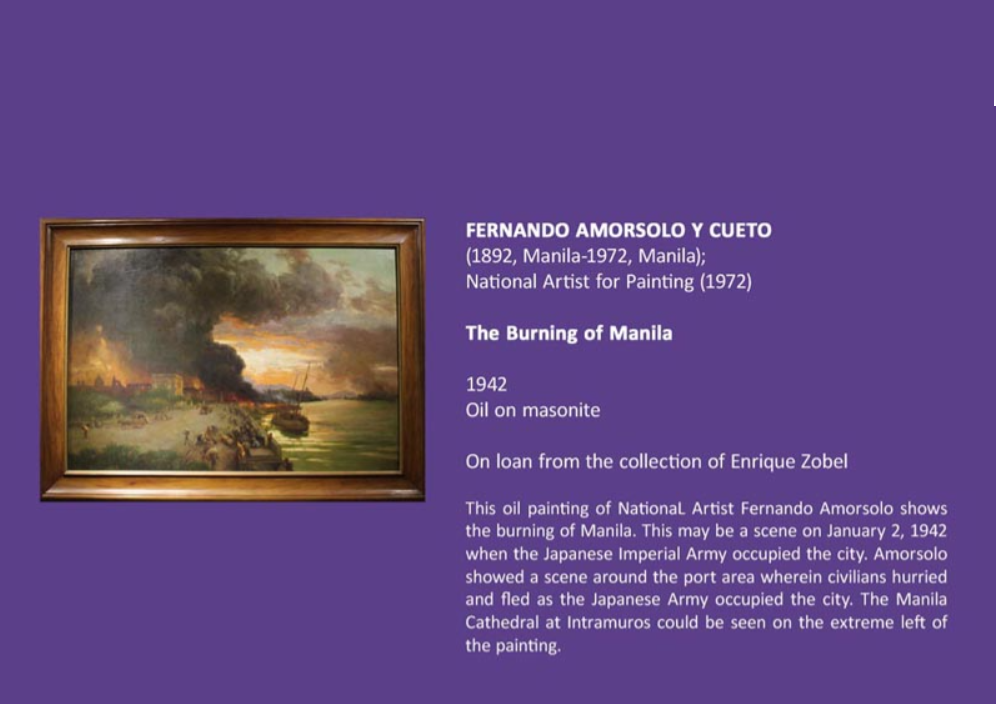 FERNANDO AMORSOLO Y CUETO
(1892, Manila-1972, Manila);
National Artist for Painting (1972)
The Burning of Manila
1942
Oil on masonite
On loan from the collection of Enrique Zobel
This oil painting of NationaL Artist Fernando Amorsolo shows
the burning of Manila. This may be a scene on January 2, 1942
when the Japanese Imperial Army occupied the city. Amorsolo
showed a scene around the port area wherein civilians hurried
and fled as the Japanese Army occupied the city. The Manila
Cathedral at Intramuros could be seen on the extreme left of
the painting.